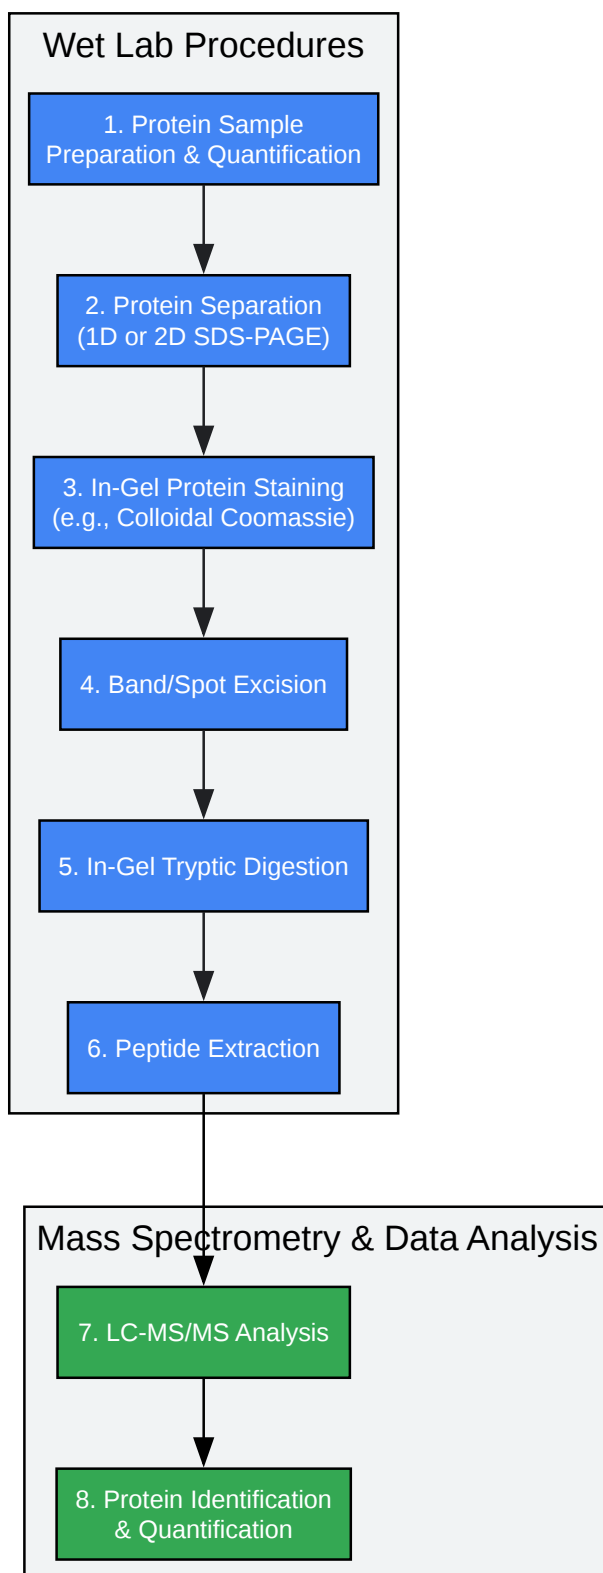 Wet Lab Procedures
1. Protein Sample
Preparation & Quantification
2. Protein Separation
(1D or 2D SDS-PAGE)
3. In-Gel Protein Staining
(e.g., Colloidal Coomassie)
4. Band/Spot Excision
5. In-Gel Tryptic Digestion
6. Peptide Extraction
Mass Spectrometry & Data Analysis
7. LC-MS/MS Analysis
8. Protein Identification
& Quantification